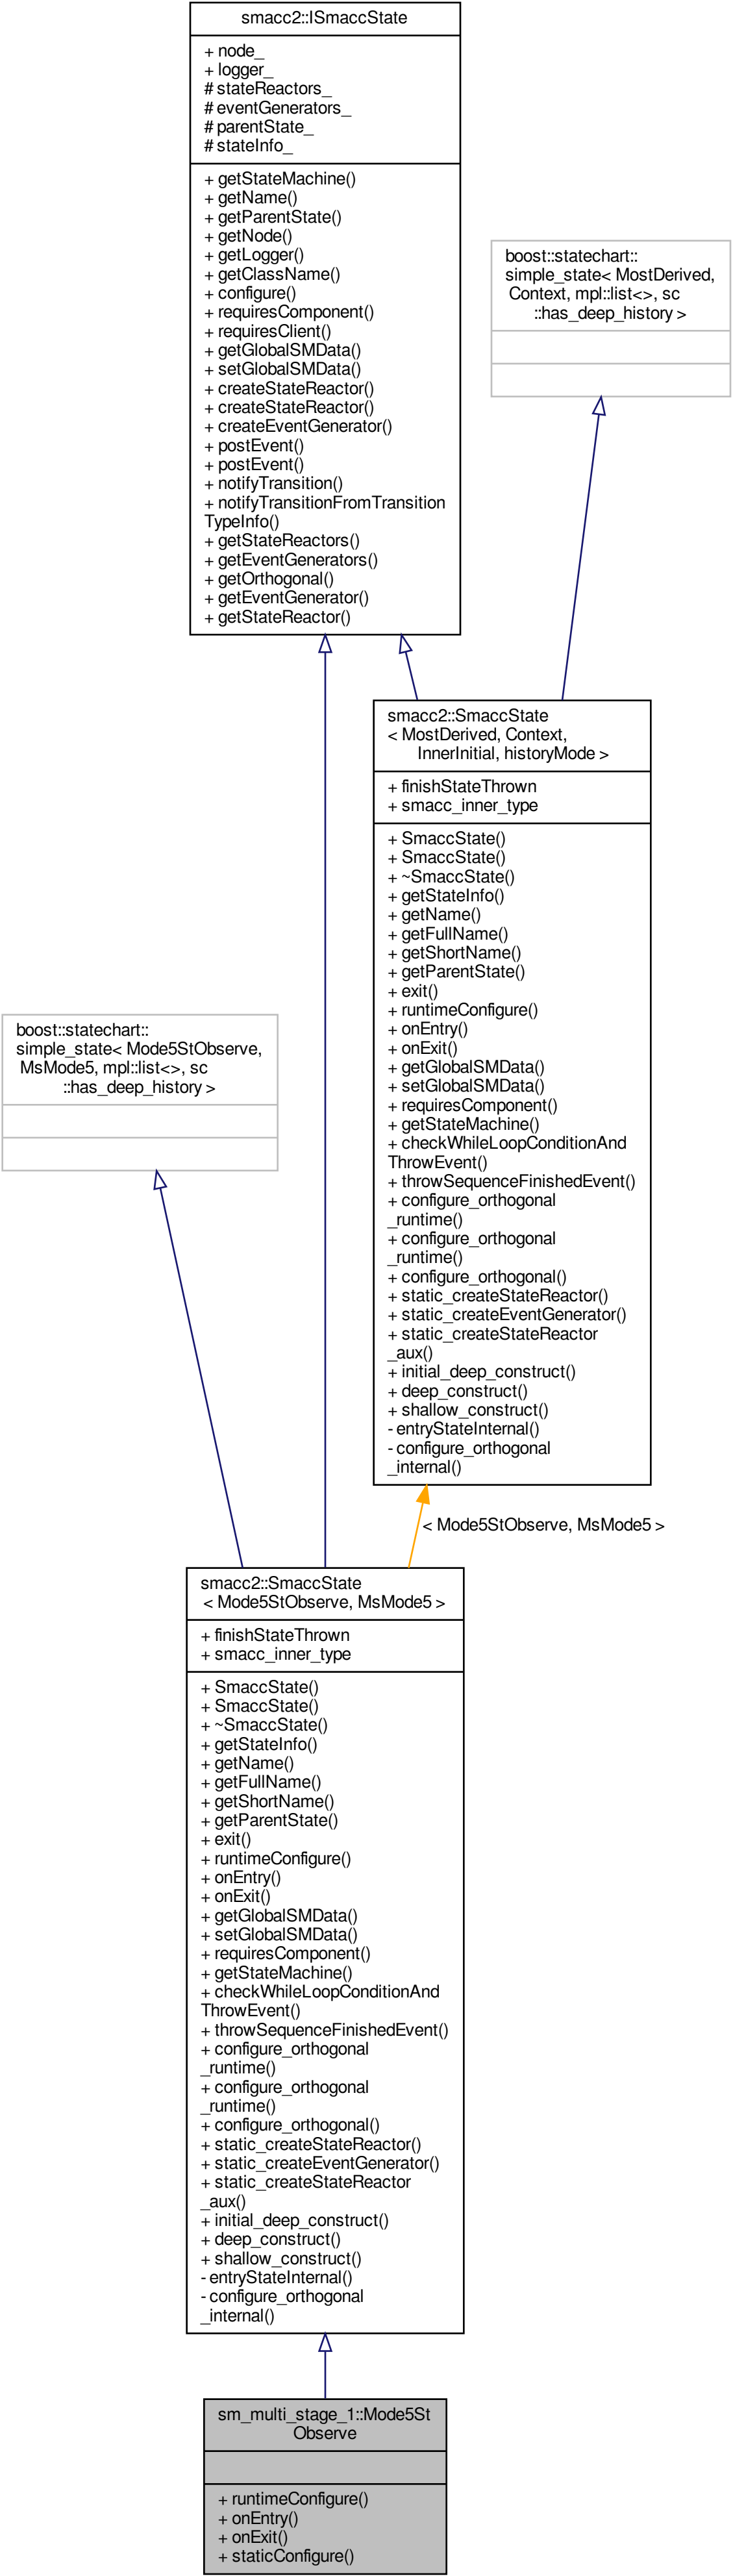 smacc2::ISmaccState
+ node_
+ logger_
# stateReactors_
# eventGenerators_
# parentState_
# stateInfo_
+ getStateMachine()
+ getName()
+ getParentState()
+ getNode()
+ getLogger()
+ getClassName()
+ configure()
+ requiresComponent()
+ requiresClient()
+ getGlobalSMData()
+ setGlobalSMData()
+ createStateReactor()
+ createStateReactor()
+ createEventGenerator()
+ postEvent()
+ postEvent()
+ notifyTransition()
+ notifyTransitionFromTransition
TypeInfo()
+ getStateReactors()
+ getEventGenerators()
+ getOrthogonal()
+ getEventGenerator()
+ getStateReactor()
boost::statechart::
simple_state< MostDerived,
Context, mpl::list<>, sc
::has_deep_history >
smacc2::SmaccState
< MostDerived, Context,
InnerInitial, historyMode >
+ finishStateThrown
+ smacc_inner_type
+ SmaccState()
+ SmaccState()
+ ~SmaccState()
+ getStateInfo()
+ getName()
+ getFullName()
+ getShortName()
+ getParentState()
+ exit()
+ runtimeConfigure()
+ onEntry()
+ onExit()
+ getGlobalSMData()
+ setGlobalSMData()
+ requiresComponent()
+ getStateMachine()
+ checkWhileLoopConditionAnd
ThrowEvent()
+ throwSequenceFinishedEvent()
+ configure_orthogonal
_runtime()
+ configure_orthogonal
_runtime()
+ configure_orthogonal()
+ static_createStateReactor()
+ static_createEventGenerator()
+ static_createStateReactor
_aux()
+ initial_deep_construct()
+ deep_construct()
+ shallow_construct()
- entryStateInternal()
- configure_orthogonal
_internal()
boost::statechart::
simple_state< Mode5StObserve,
MsMode5, mpl::list<>, sc
::has_deep_history >
< Mode5StObserve, MsMode5 >
smacc2::SmaccState
< Mode5StObserve, MsMode5 >
+ finishStateThrown
+ smacc_inner_type
+ SmaccState()
+ SmaccState()
+ ~SmaccState()
+ getStateInfo()
+ getName()
+ getFullName()
+ getShortName()
+ getParentState()
+ exit()
+ runtimeConfigure()
+ onEntry()
+ onExit()
+ getGlobalSMData()
+ setGlobalSMData()
+ requiresComponent()
+ getStateMachine()
+ checkWhileLoopConditionAnd
ThrowEvent()
+ throwSequenceFinishedEvent()
+ configure_orthogonal
_runtime()
+ configure_orthogonal
_runtime()
+ configure_orthogonal()
+ static_createStateReactor()
+ static_createEventGenerator()
+ static_createStateReactor
_aux()
+ initial_deep_construct()
+ deep_construct()
+ shallow_construct()
- entryStateInternal()
- configure_orthogonal
_internal()
sm_multi_stage_1::Mode5St
Observe
+ runtimeConfigure()
+ onEntry()
+ onExit()
+ staticConfigure()